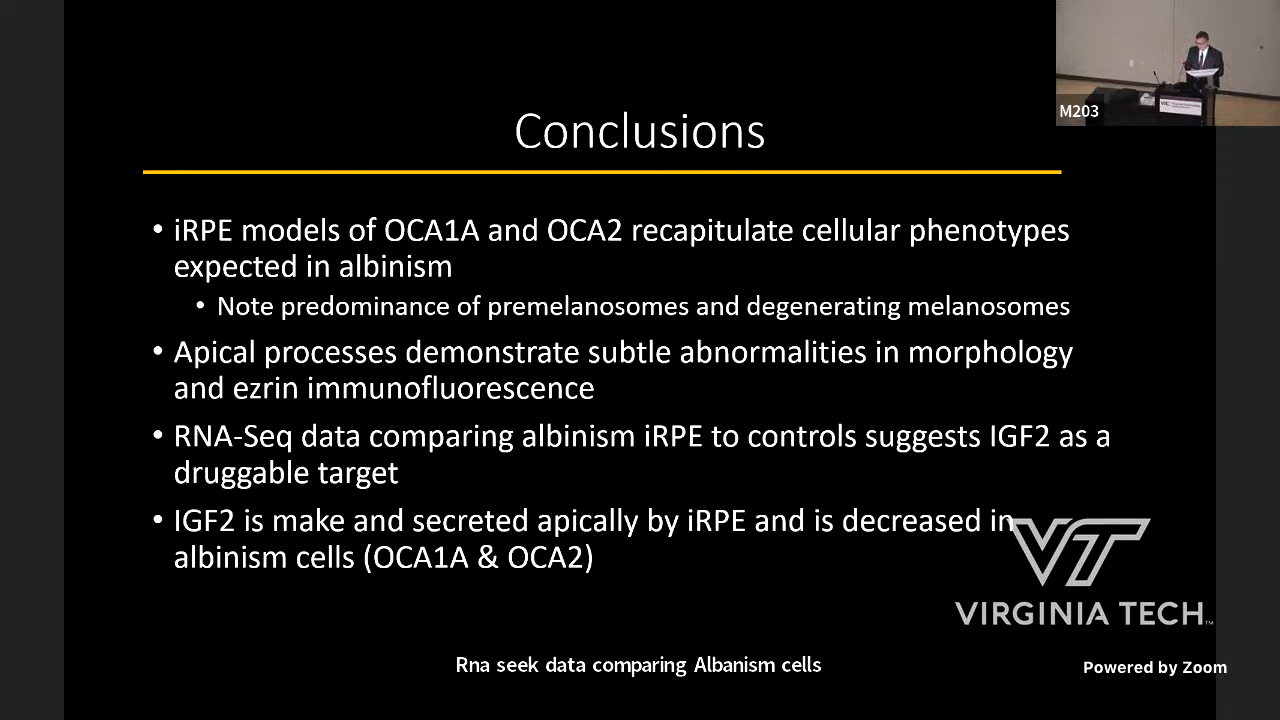 M203
Conclusions
• iRPE models of OCA1A and OCA2 recapitulate cellular phenotypes
expected in albinism
• Note predominance of premelanosomes and degenerating melanosomes
• Apical processes demonstrate subtle abnormalities in morphology
and ezrin immunofluorescence
• RNA-Seq data comparing albinism iRPE to controls suggests IGF2 as a
druggable target
• IGF2 is make and secreted apically by iRPE and is decreased in
albinism cells (OCA1A & OCA2)
VT
VIRGINIA TECH™
Rna seek data comparing Albanism cells
Powered by Zoom